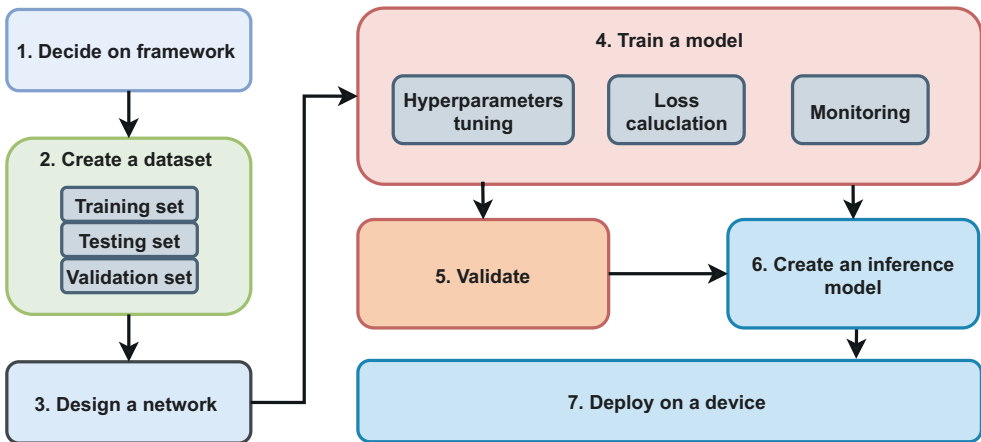 1. Decide on framework
2. Create a dataset
Training set
Testing set
Validation set
3. Design a network
4. Train a model
Hyperparameters
tuning
Loss
caluclation
Monitoring
5. Validate
6. Create an inference
model
7. Deploy on a device